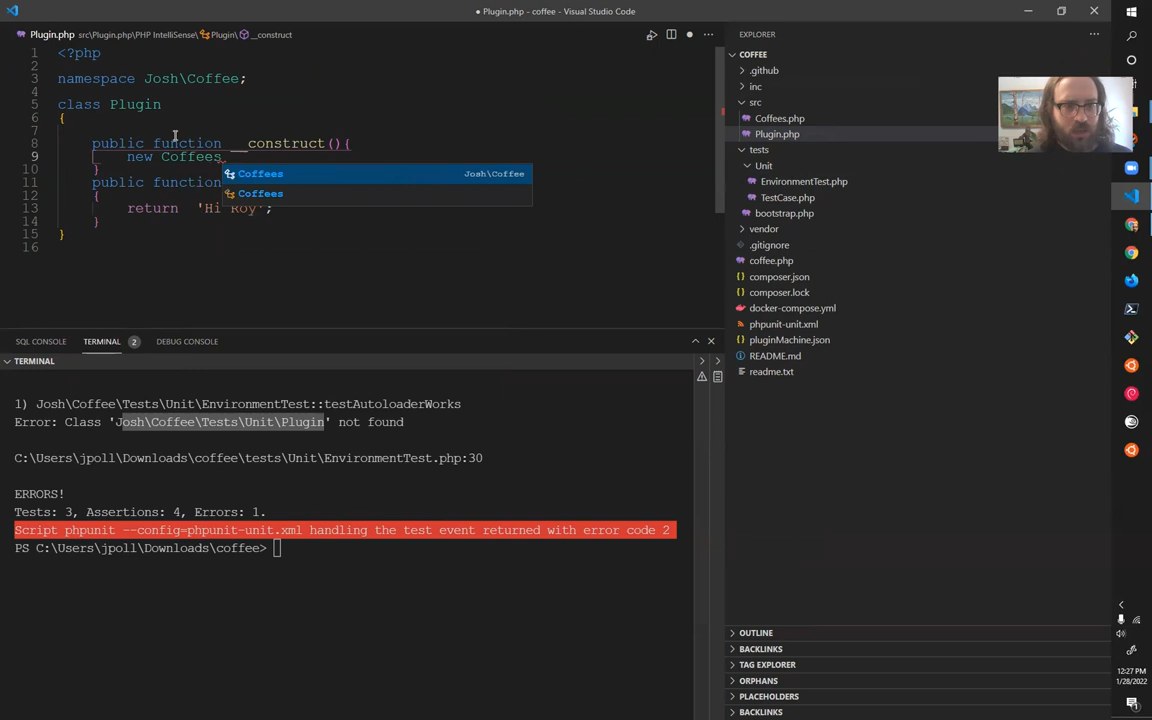 ● Plugin.php - coffee - Visual Studio Code
Plugin.php src\Plugin.php\PHP IntelliSense\Plugin\__construct
1 <?php
2
3 namespace Josh\Coffee;
4
5 class Plugin
6 {
7
8 public function __construct(){
9 new Coffees
10 }
11 public function
12 {
13 return 'Hi Roy';
14 }
15 }
16
Coffees Josh\Coffee
Coffees
SQL CONSOLE TERMINAL 2 DEBUG CONSOLE
TERMINAL
1) Josh\Coffee\Tests\Unit\EnvironmentTest::testAutoloaderWorks
Error: Class 'Josh\Coffee\Tests\Unit\Plugin' not found
C:\Users\jpoll\Downloads\coffee\tests\Unit\EnvironmentTest.php:30
ERRORS!
Tests: 3, Assertions: 4, Errors: 1.
Script phpunit --config=phpunit-unit.xml handling the test event returned with error code 2
PS C:\Users\jpoll\Downloads\coffee>
EXPLORER
COFFEE
.github
inc
src
Coffees.php
Plugin.php
tests
Unit
EnvironmentTest.php
TestCase.php
bootstrap.php
vendor
.gitignore
coffee.php
composer.json
composer.lock
docker-compose.yml
phpunit-unit.xml
pluginMachine.json
README.md
readme.txt
OUTLINE
BACKLINKS
TAG EXPLORER
ORPHANS
PLACEHOLDERS
BACKLINKS
12:27 PM
1/28/2022